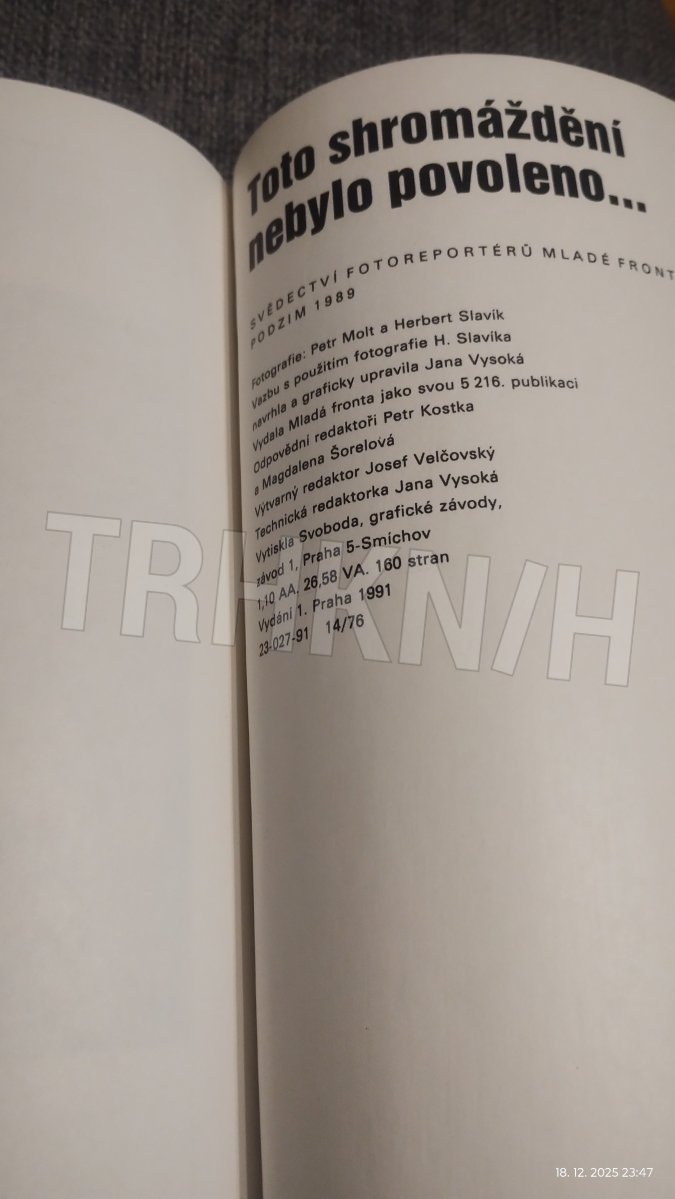 Toto shromáždění
nebylo povoleno...
SVĚDECTVÍ FOTOREPORTÉRŮ MLADÉ FRONT
PODZIM 1989
Fotografie: Petr Molt a Herbert Slavík
Vazbu s použitím fotografie H. Slavíka
navrhla a graficky upravila Jana Vysoká
Vydala Mladá fronta jako svou 5 216. publikaci
Odpovědní redaktoři Petr Kostka
a Magdalena Šorelová
Výtvarný redaktor Josef Velčovský
Technická redaktorka Jana Vysoká
Vytiskla Svoboda, grafické závody,
závod 1, Praha 5-Smíchov
1,10 AA. 26,58 VA. 160 stran
Vydání 1. Praha 1991
23-027-91 14/76
TRH/KN/H
18. 12. 2025 23:47